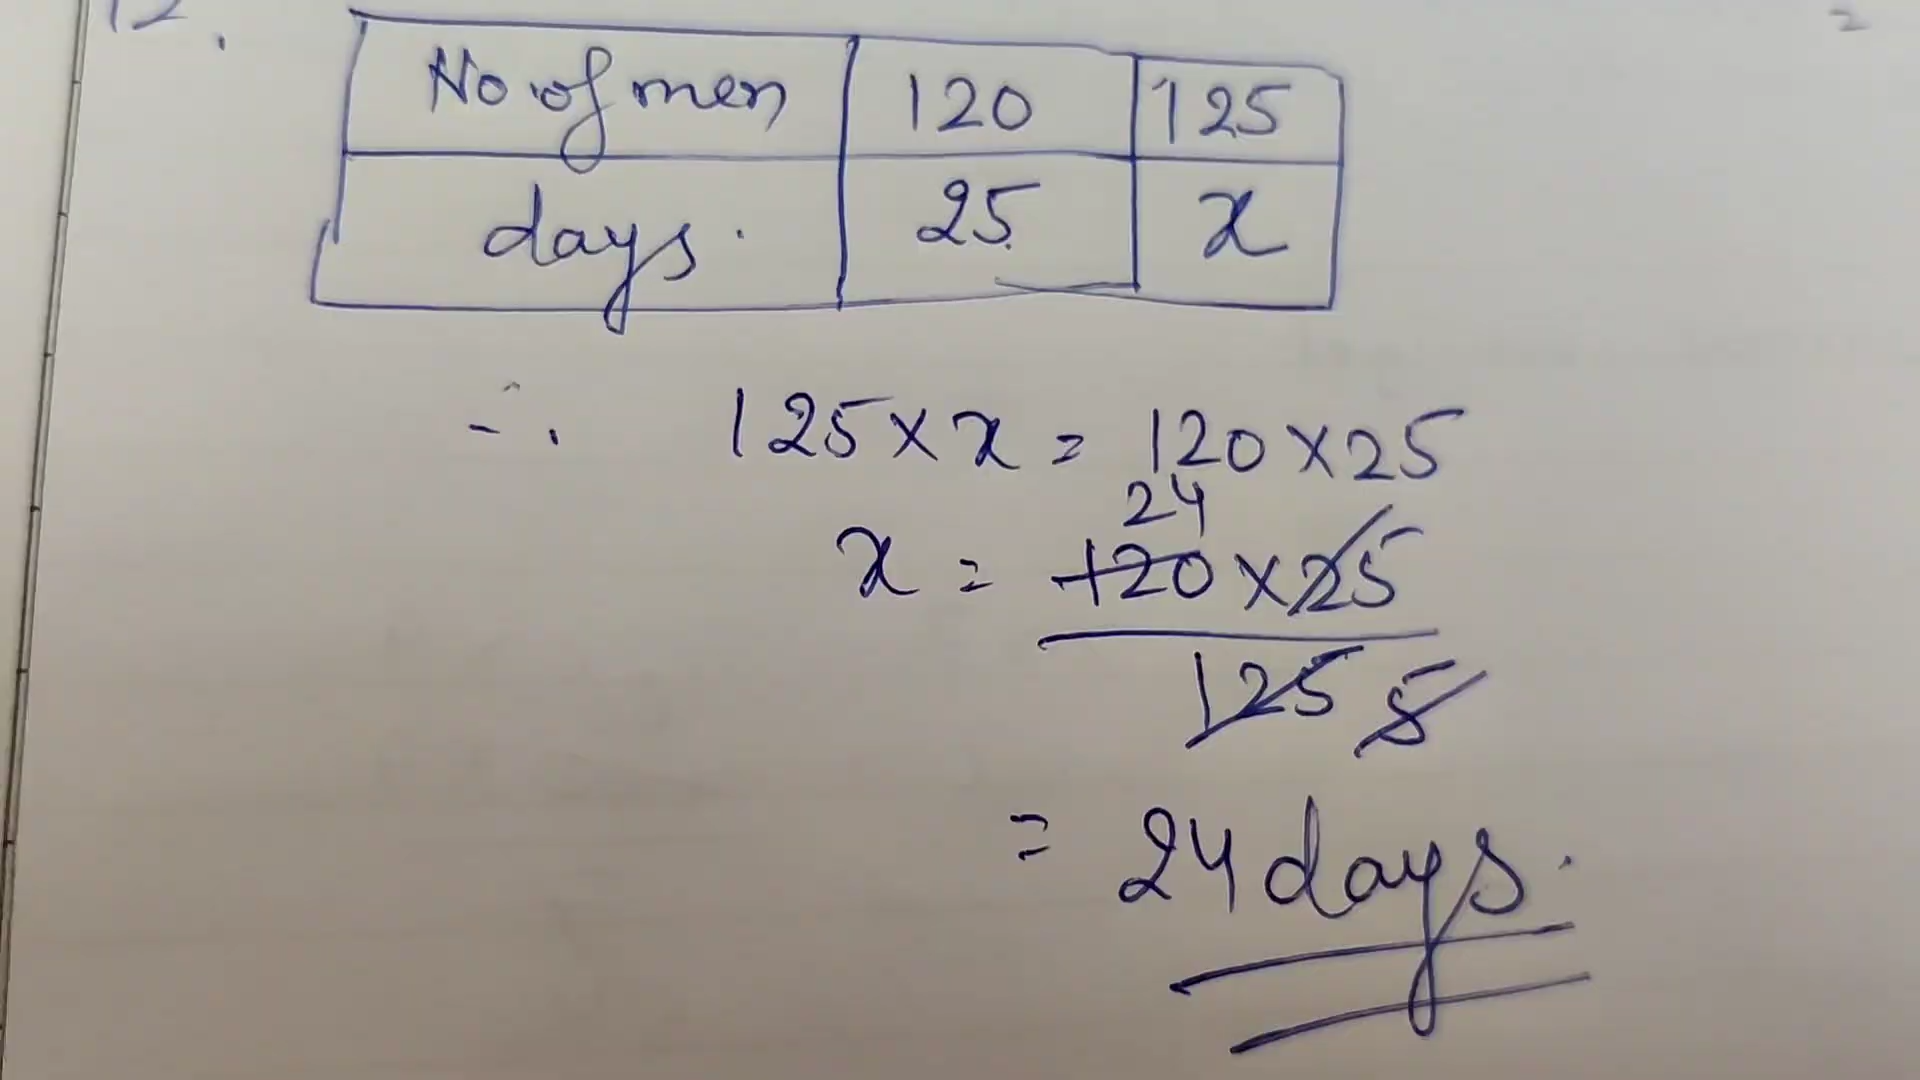 12.
No. of men 120 125
days. 25 x
∴ 125 × x = 120 × 25
24
x = 120 × 25
125 5
= 24 days.